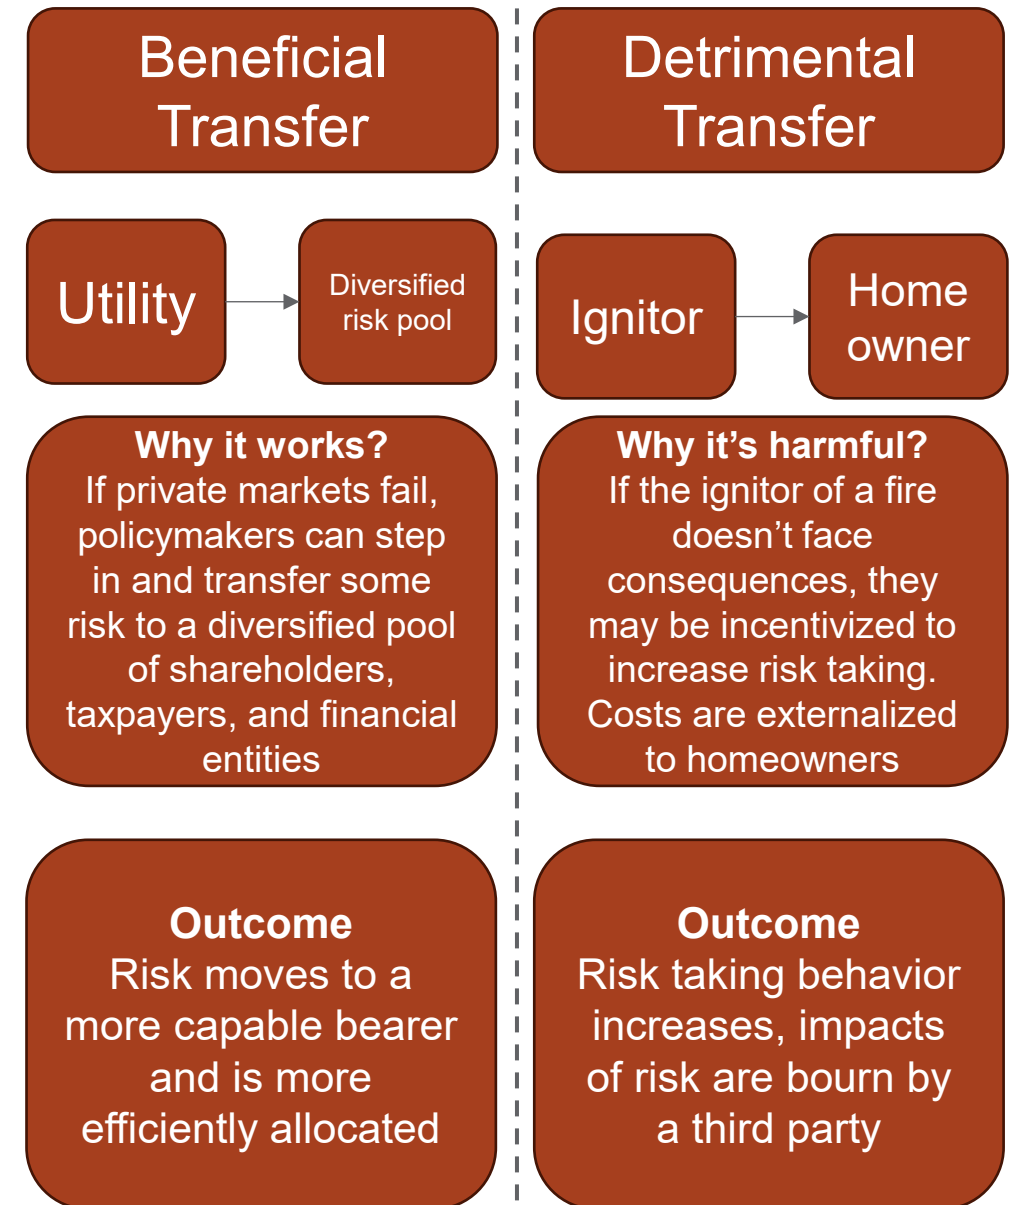 Beneficial
Transfer
Utility
Diversified
risk pool
Why it works?
If private markets fail,
policymakers can step
in and transfer some
risk to a diversified pool
of shareholders,
taxpayers, and financial
entities
Outcome
Risk moves to a
more capable bearer
and is more
efficiently allocated
Detrimental
Transfer
Ignitor
Home
owner
Why it’s harmful?
If the ignitor of a fire
doesn’t face
consequences, they
may be incentivized to
increase risk taking.
Costs are externalized
to homeowners
Outcome
Risk taking behavior
increases, impacts
of risk are bourn by
a third party